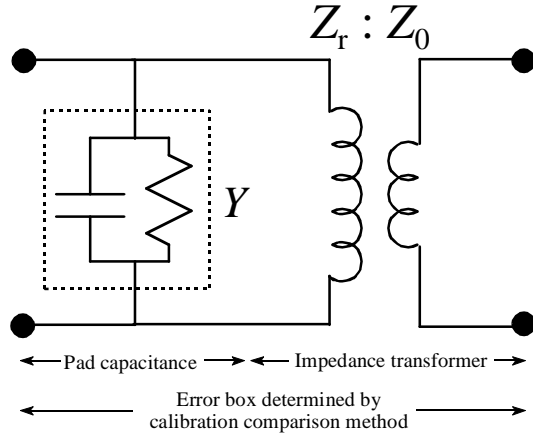 Z_r : Z_0
Y
Pad capacitance
Impedance transformer
Error box determined by
calibration comparison method